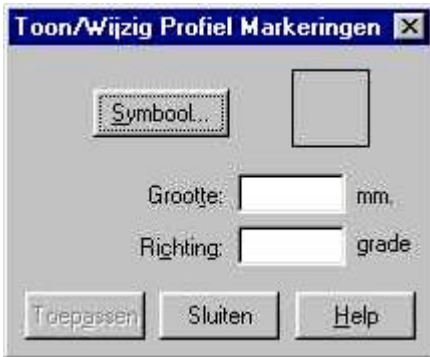 Toon/Wijzig Profiel Markeringen
Symbool...
Grootte: mm.
Richting: grade
Toepassen Sluiten Help